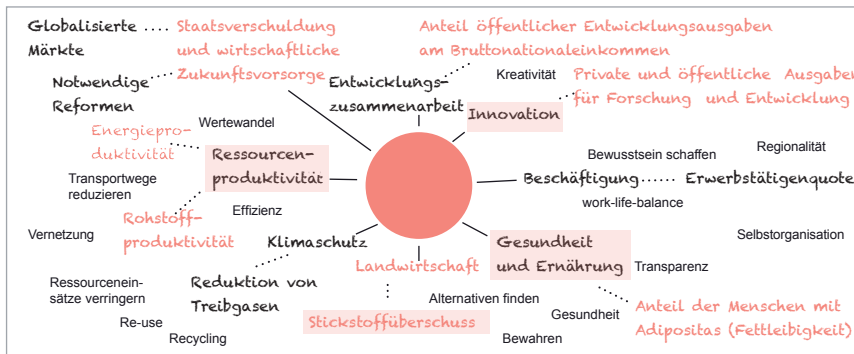 Globalisierte
Märkte
Staatsverschuldung
und wirtschaftliche
Zukunftsvorsorge
Notwendige
Reformen
Anteil öffentlicher Entwicklungsausgaben
am Bruttonationaleinkommen
Entwicklungs-
zusammenarbeit
Kreativität
Private und öffentliche Ausgaben
für Forschung und Entwicklung
Innovation
Energiepro-
duktivität
Wertewandel
Ressourcen-
produktivität
Transportwege
reduzieren
Rohstoff-
produktivität
Effizienz
Vernetzung
Bewusstsein schaffen
Regionalität
Beschäftigung
Erwerbstätigenquote
work-life-balance
Selbstorganisation
Klimaschutz
Reduktion von
Treibgasen
Ressourcenein-
sätze verringern
Re-use
Recycling
Landwirtschaft
Stickstoffüberschuss
Gesundheit
und Ernährung
Transparenz
Alternativen finden
Gesundheit
Bewahren
Anteil der Menschen mit
Adipositas (Fettleibigkeit)